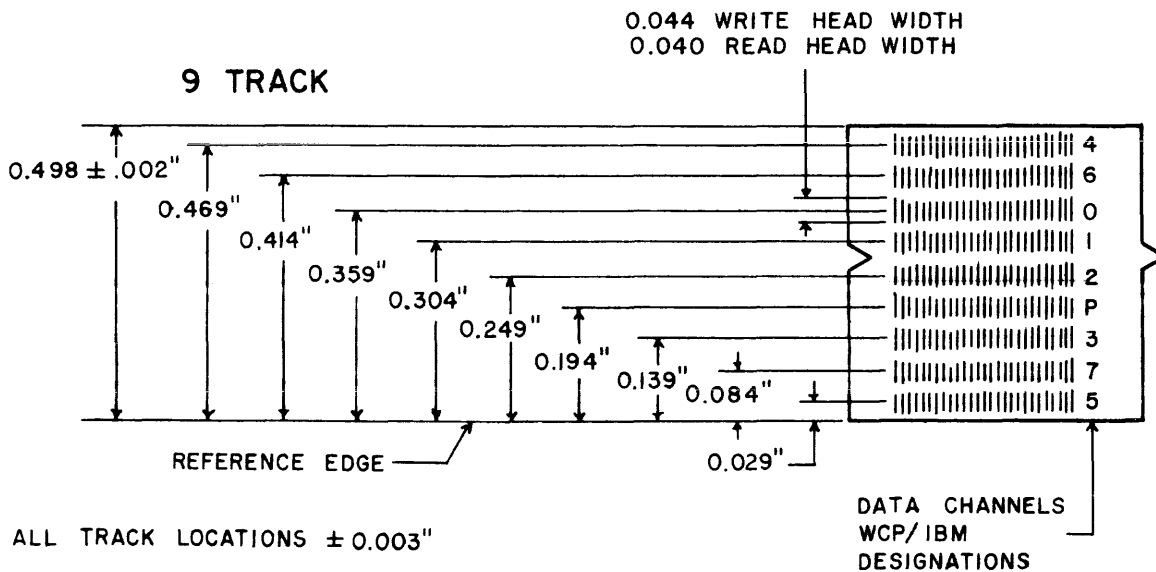 0.044 WRITE HEAD WIDTH
0.040 READ HEAD WIDTH
9 TRACK
0.498 ± .002"
0.469"
0.414"
0.359"
0.304"
0.249"
0.194"
0.139"
0.084"
0.029"
4
6
0
1
2
P
3
7
5
REFERENCE EDGE
DATA CHANNELS
WCP/IBM
DESIGNATIONS
ALL TRACK LOCATIONS ± 0.003"